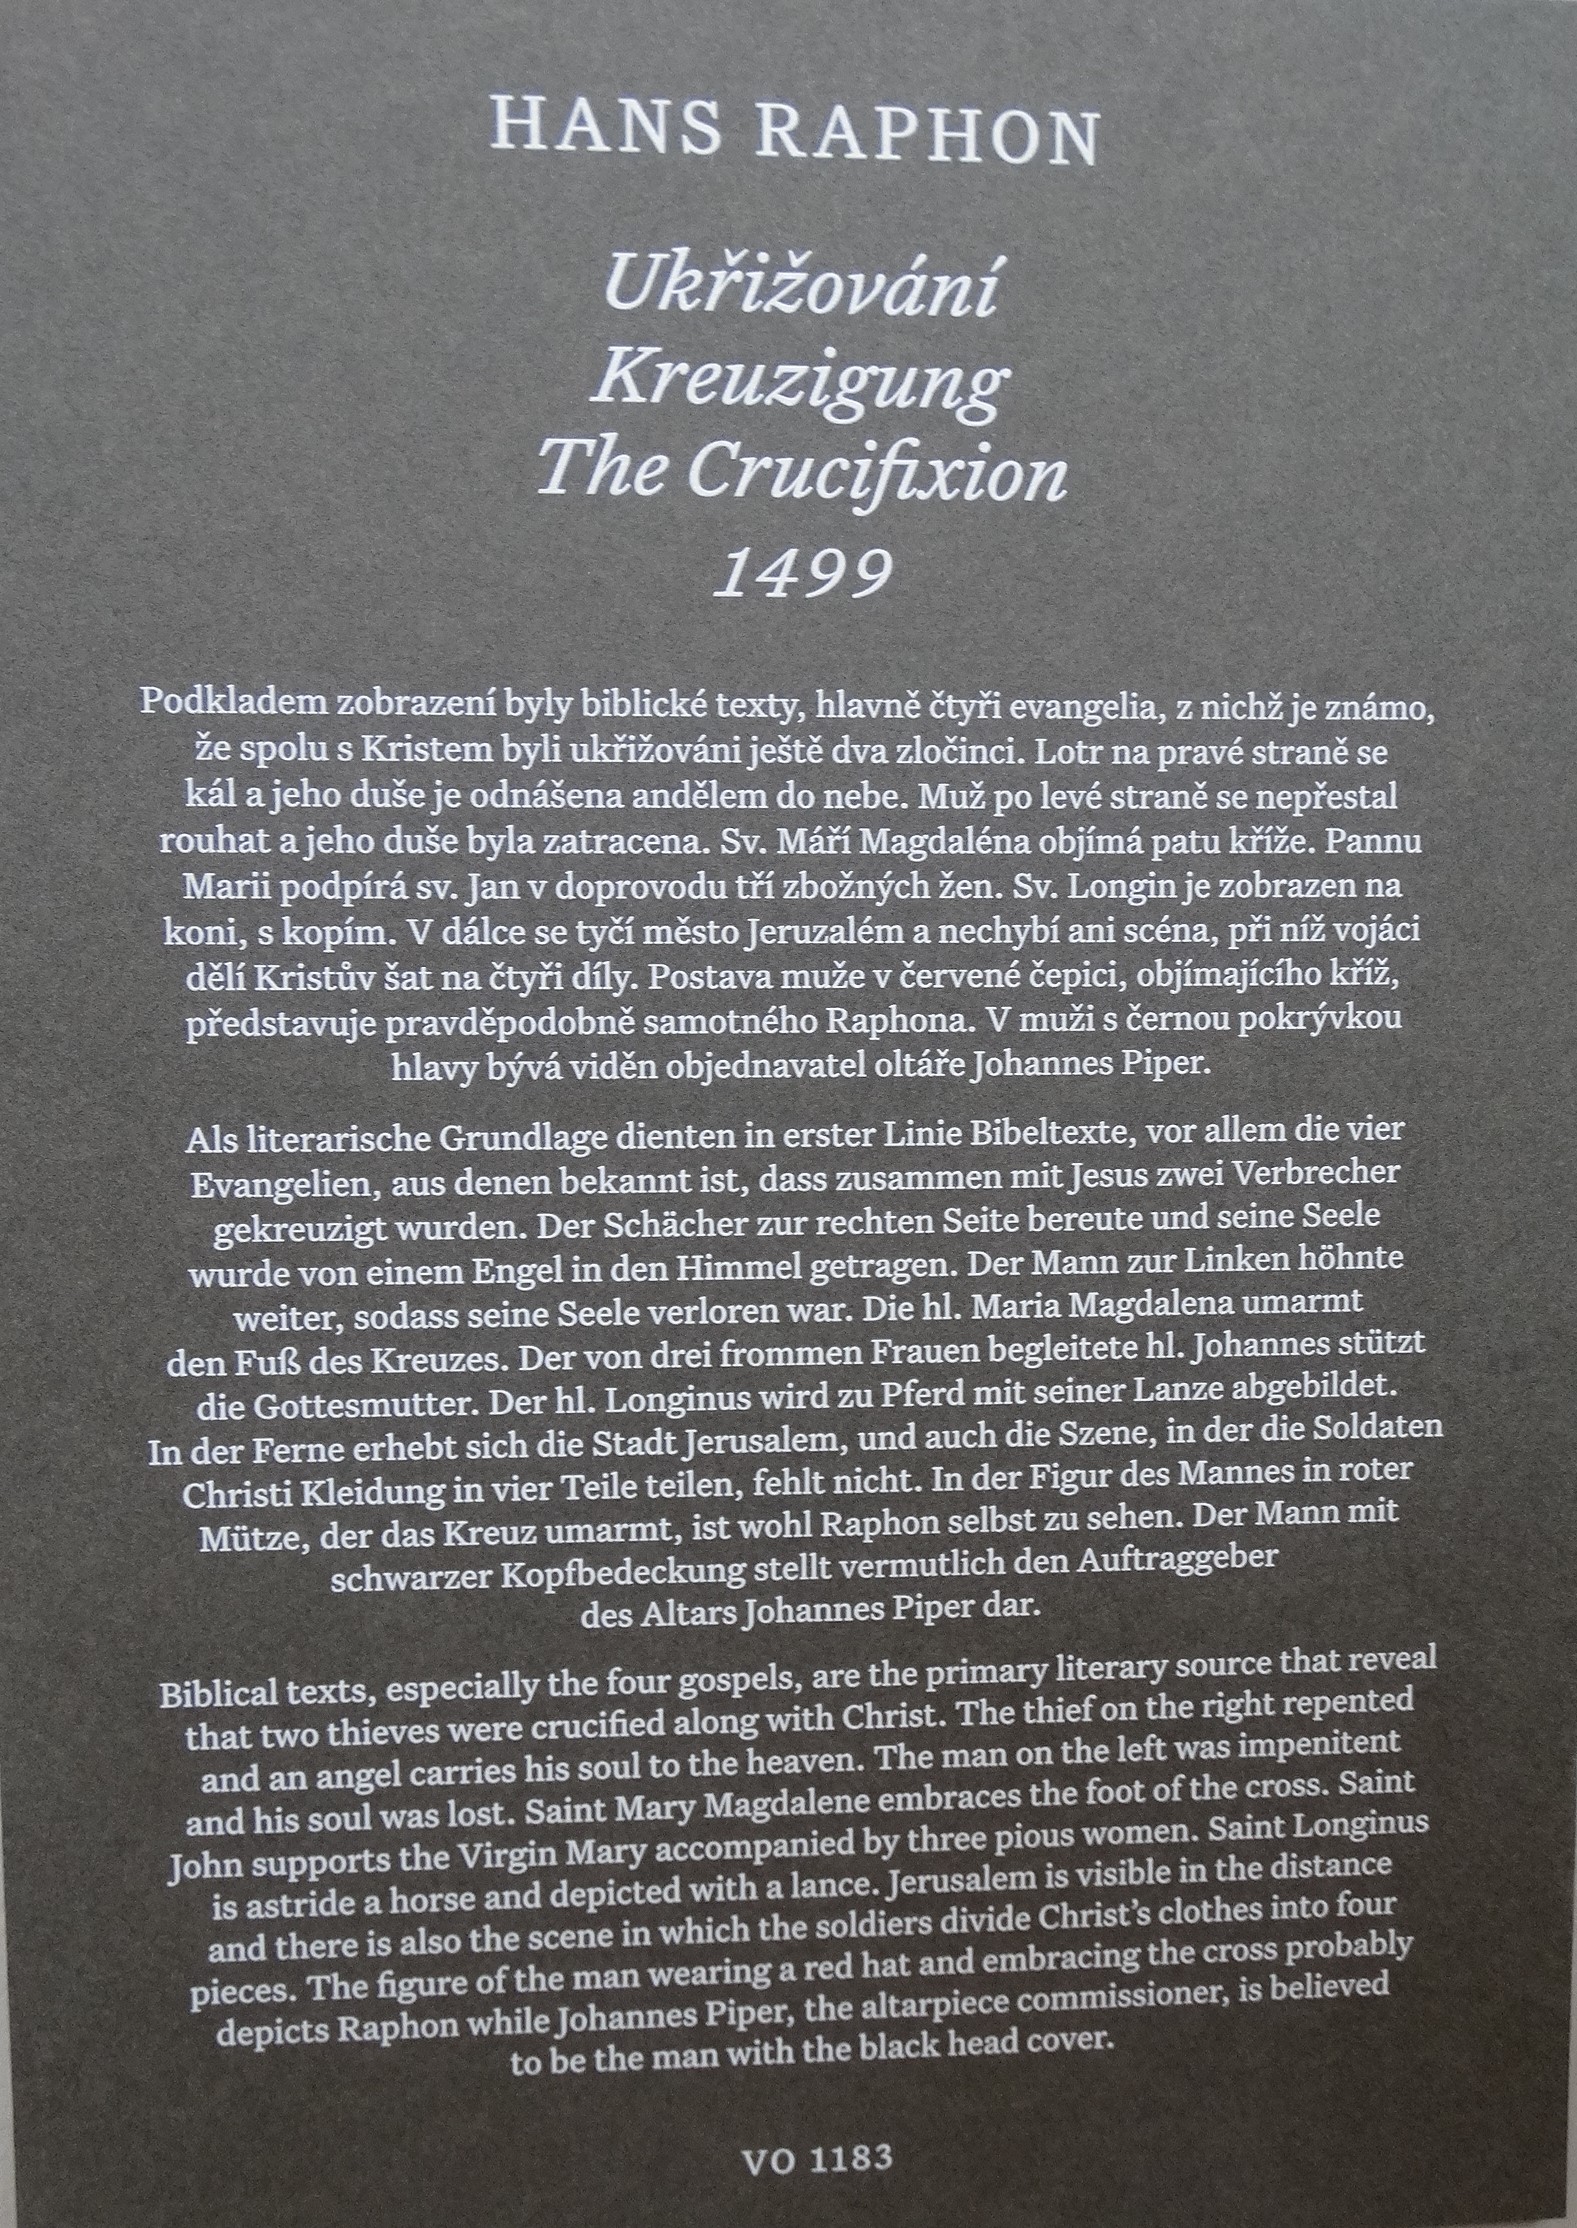 HANS RAPHON
Ukřižování
Kreuzigung
The Crucifixion
1499
Podkladem zobrazení byly biblické texty, hlavně čtyři evangelia, z nichž je známo,
že spolu s Kristem byli ukřižováni ještě dva zločinci. Lotr na pravé straně se
kál a jeho duše je odnášena andělem do nebe. Muž po levé straně se nepřestal
rouhat a jeho duše byla zatracena. Sv. Máří Magdaléna objímá patu kříže. Pannu
Marii podpírá sv. Jan v doprovodu tří zbožných žen. Sv. Longin je zobrazen na
koni, s kopím. V dálce se tyčí město Jeruzalém a nechybí ani scéna, při níž vojáci
dělí Kristův šat na čtyři díly. Postava muže v červené čepici, objímajícího kříž,
představuje pravděpodobně samotného Raphona. V muži s černou pokrývkou
hlavy bývá viděn objednavatel oltáře Johannes Piper.
Als literarische Grundlage dienten in erster Linie Bibeltexte, vor allem die vier
Evangelien, aus denen bekannt ist, dass zusammen mit Jesus zwei Verbrecher
gekreuzigt wurden. Der Schächer zur rechten Seite bereute und seine Seele
wurde von einem Engel in den Himmel getragen. Der Mann zur Linken höhnte
weiter, sodass seine Seele verloren war. Die hl. Maria Magdalena umarmt
den Fuß des Kreuzes. Der von drei frommen Frauen begleitete hl. Johannes stützt
die Gottesmutter. Der hl. Longinus wird zu Pferd mit seiner Lanze abgebildet.
In der Ferne erhebt sich die Stadt Jerusalem, und auch die Szene, in der die Soldaten
Christi Kleidung in vier Teile teilen, fehlt nicht. In der Figur des Mannes in roter
Mütze, der das Kreuz umarmt, ist wohl Raphon selbst zu sehen. Der Mann mit
schwarzer Kopfbedeckung stellt vermutlich den Auftraggeber
des Altars Johannes Piper dar.
Biblical texts, especially the four gospels, are the primary literary source that reveal
that two thieves were crucified along with Christ. The thief on the right repented
and an angel carries his soul to the heaven. The man on the left was impenitent
and his soul was lost. Saint Mary Magdalene embraces the foot of the cross. Saint
John supports the Virgin Mary accompanied by three pious women. Saint Longinus
is astride a horse and depicted with a lance. Jerusalem is visible in the distance
and there is also the scene in which the soldiers divide Christ’s clothes into four
pieces. The figure of the man wearing a red hat and embracing the cross probably
depicts Raphon while Johannes Piper, the altarpiece commissioner, is believed
to be the man with the black head cover.
VO 1183